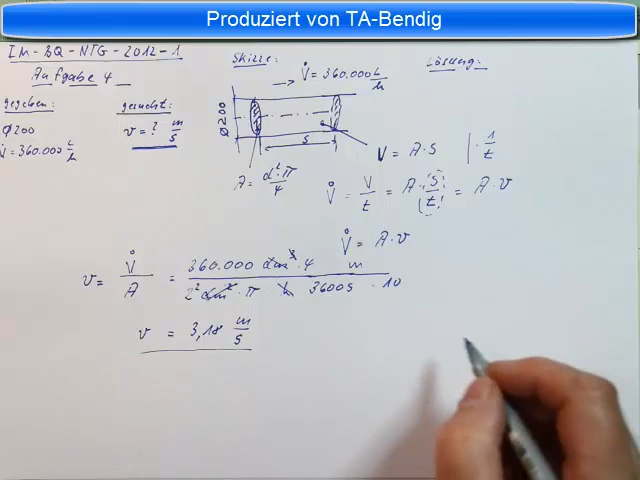 Produziert von TA-Bendig
IM-BQ-NTG-2012-1
Aufgabe 4
gegeben:
Ø200
V̇=360.000 l/h
gesucht:
v=? m/s
Skizze:
V̇=360.000 l/h
Ø200
s
A = d²·π/4
Lösung:
V = A·s | · 1/t
V̇ = V/t = A·s/t = A·v
V̇ = A·v
v = V̇/A = 360.000 dm³·4 m / 2² dm²·π h 3600s ·10
v = 3,18 m/s